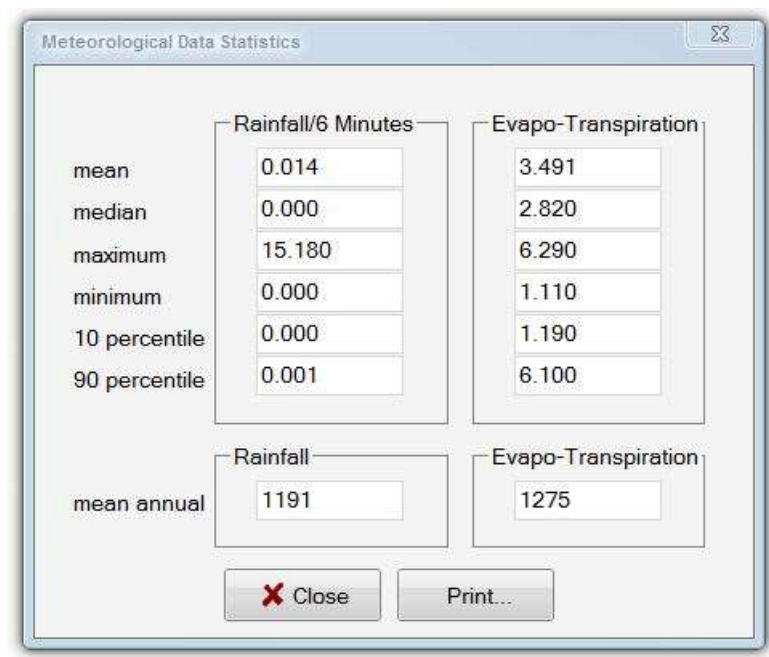 Meteorological Data Statistics
Rainfall/6 Minutes Evapo-Transpiration
mean 0.014 3.491
median 0.000 2.820
maximum 15.180 6.290
minimum 0.000 1.110
10 percentile 0.000 1.190
90 percentile 0.001 6.100
Rainfall Evapo-Transpiration
mean annual 1191 1275
Close Print...